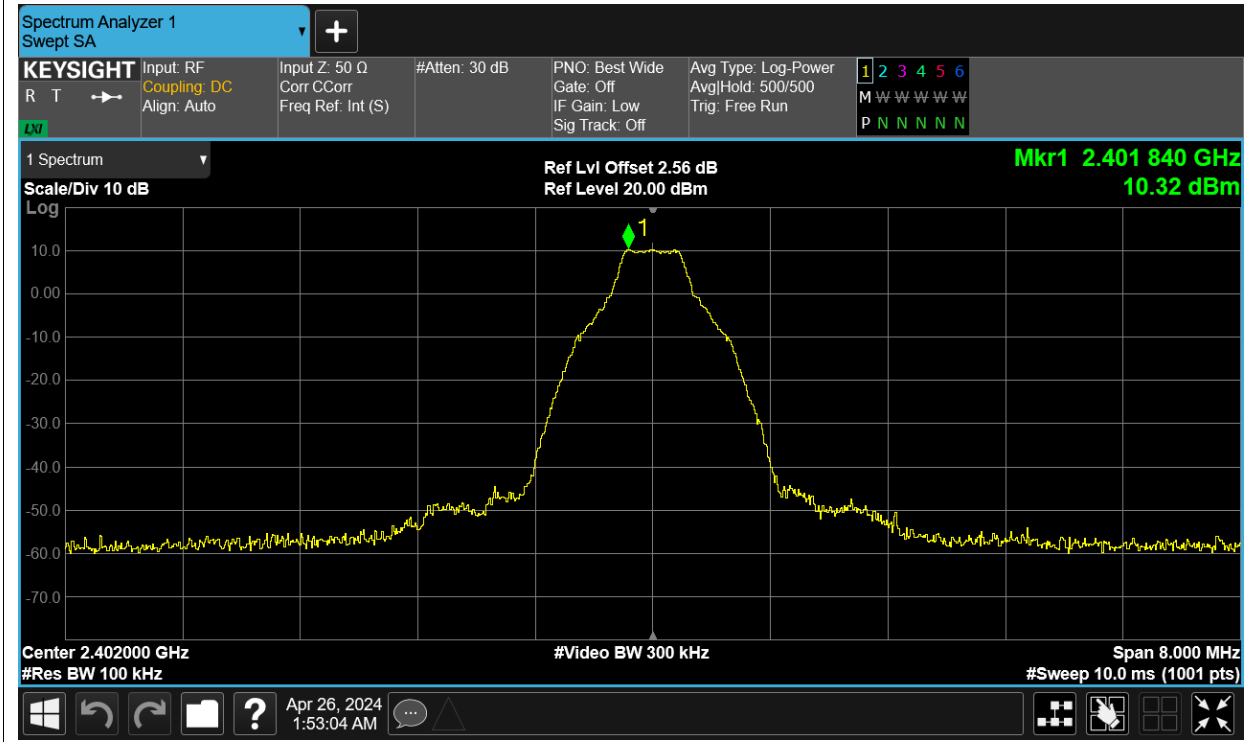 Spectrum Analyzer 1
Swept SA
KEYSIGHT
R T
LXI
Input: RF
Coupling: DC
Align: Auto
Input Z: 50 Ω
Corr CCorr
Freq Ref: Int (S)
#Atten: 30 dB
PNO: Best Wide
Gate: Off
IF Gain: Low
Sig Track: Off
Avg Type: Log-Power
Avg|Hold: 500/500
Trig: Free Run
1 2 3 4 5 6
M W W W W W
P N N N N N
1 Spectrum
Scale/Div 10 dB
Ref Lvl Offset 2.56 dB
Ref Level 20.00 dBm
Mkr1 2.401 840 GHz
10.32 dBm
Log
1
10.0
0.00
-10.0
-20.0
-30.0
-40.0
-50.0
-60.0
-70.0
Center 2.402000 GHz
#Video BW 300 kHz
Span 8.000 MHz
#Res BW 100 kHz
#Sweep 10.0 ms (1001 pts)
?
Apr 26, 2024
1:53:04 AM